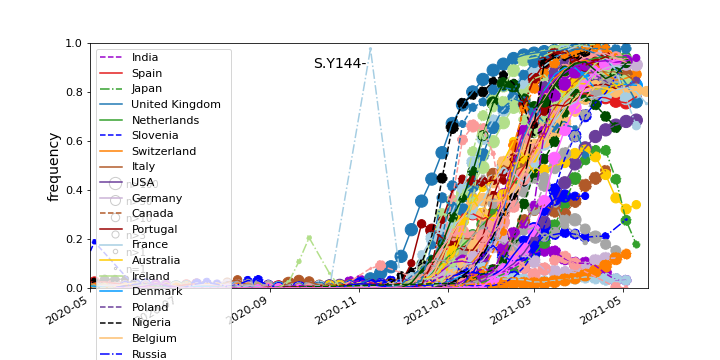 S.Y144-
frequency
1.0
0.8
0.6
0.4
0.2
0.0
2020-05
2020-09
2020-11
2021-01
2021-03
2021-05
India
Spain
Japan
United Kingdom
Netherlands
Slovenia
Switzerland
Italy
USA
Germany
Canada
Portugal
France
Australia
Ireland
Denmark
Poland
Nigeria
Belgium
Russia